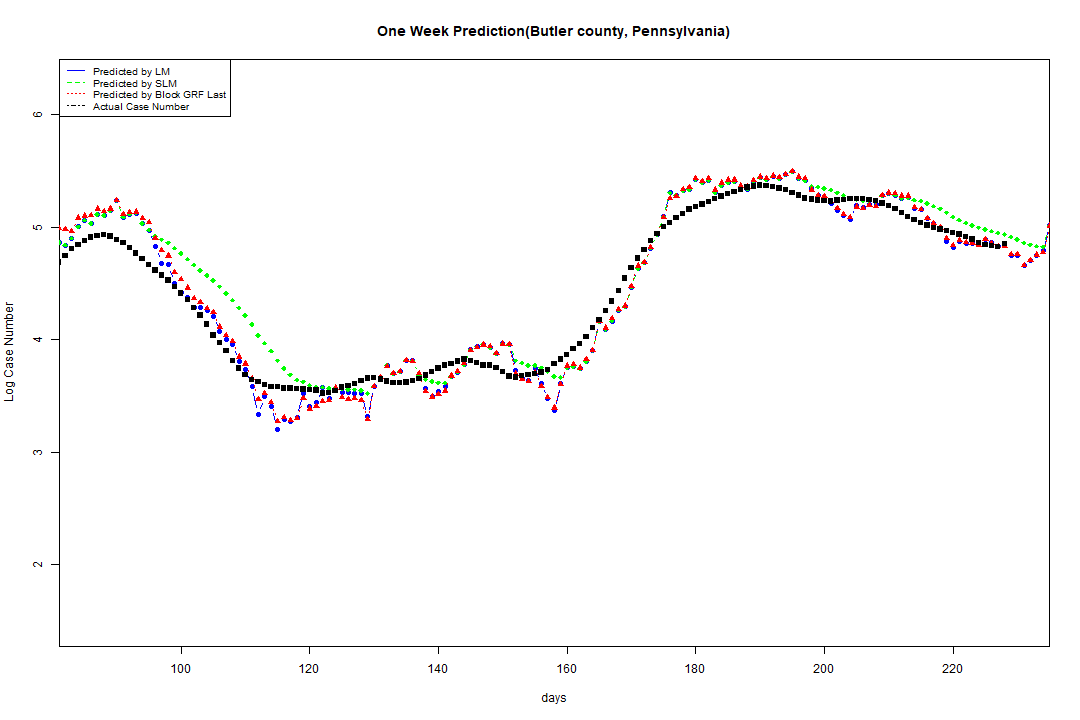 One Week Prediction(Butler county, Pennsylvania)
Predicted by LM
Predicted by SLM
Predicted by Block GRF Last
Actual Case Number
6
5
4
3
2
Log Case Number
100 120 140 160 180 200 220
days